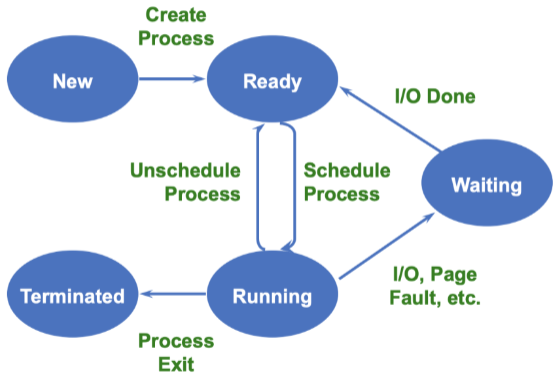 Create
Process
New
Ready
I/O Done
Unschedule
Process
Schedule
Process
Waiting
I/O, Page
Fault, etc.
Terminated
Running
Process
Exit